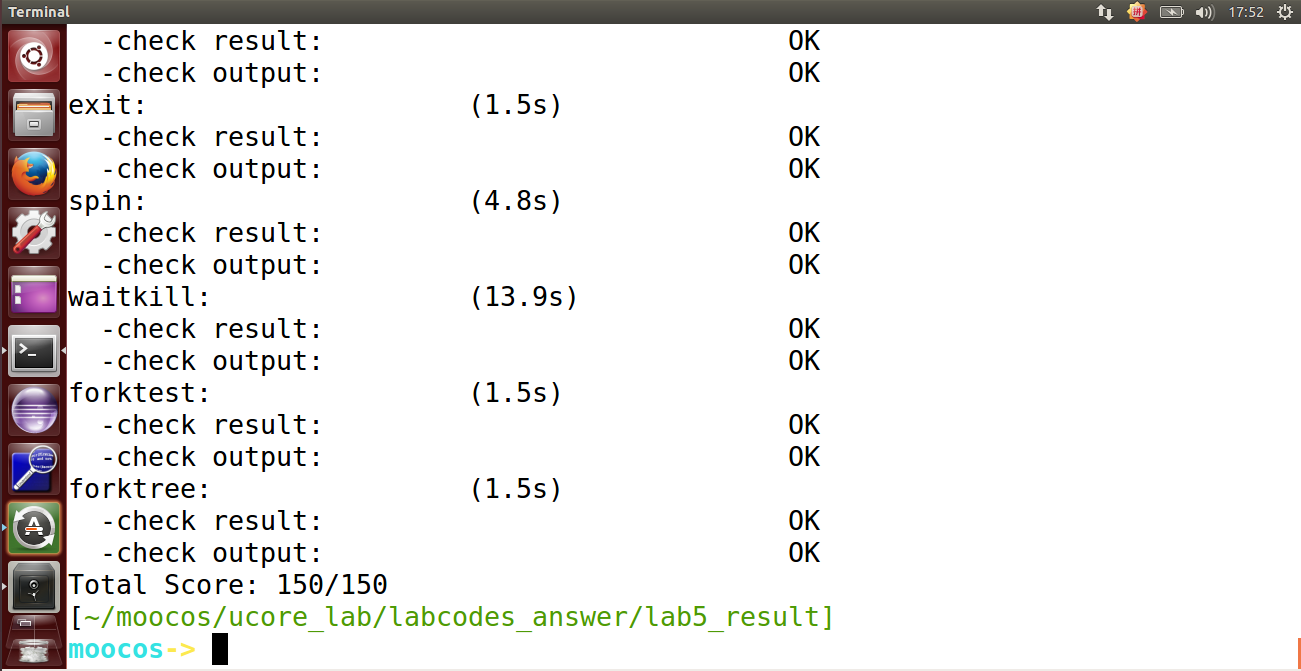 Terminal 17:52
-check result: OK
-check output: OK
exit: (1.5s)
-check result: OK
-check output: OK
spin: (4.8s)
-check result: OK
-check output: OK
waitkill: (13.9s)
-check result: OK
-check output: OK
forktest: (1.5s)
-check result: OK
-check output: OK
forktree: (1.5s)
-check result: OK
-check output: OK
Total Score: 150/150
[~/moocos/ucore_lab/labcodes_answer/lab5_result]
moocos->